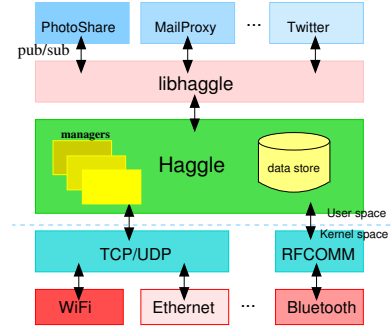 PhotoShare MailProxy ... Twitter
pub/sub
libhaggle
managers
Haggle data store
User space
Kernel space
TCP/UDP RFCOMM
WiFi Ethernet ... Bluetooth